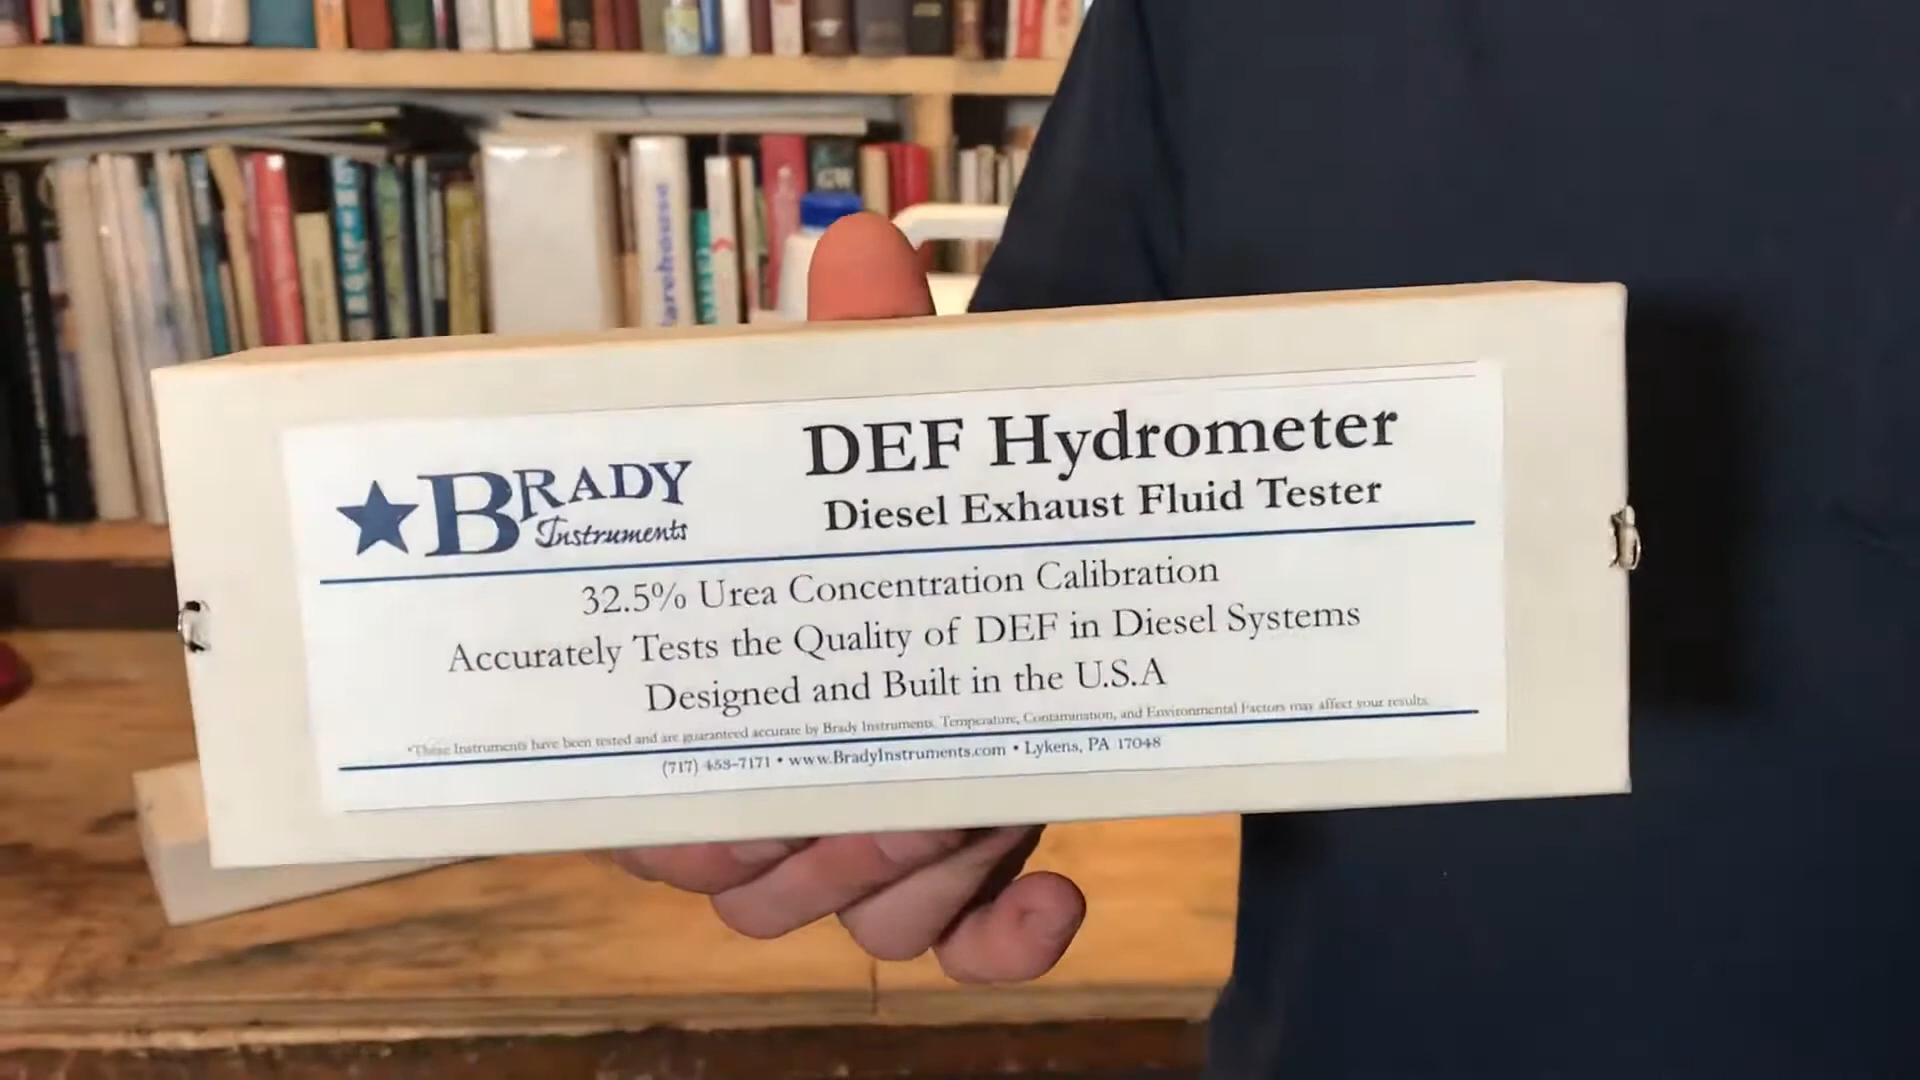 GW
warehouse
BRADY
Instruments
DEF Hydrometer
Diesel Exhaust Fluid Tester
32.5% Urea Concentration Calibration
Accurately Tests the Quality of DEF in Diesel Systems
Designed and Built in the U.S.A
*These Instruments have been tested and are guaranteed accurate by Brady Instruments. Temperature, Contamination, and Environmental Factors may affect your results.
(717) 453-7171 • www.BradyInstruments.com • Lykens, PA 17048